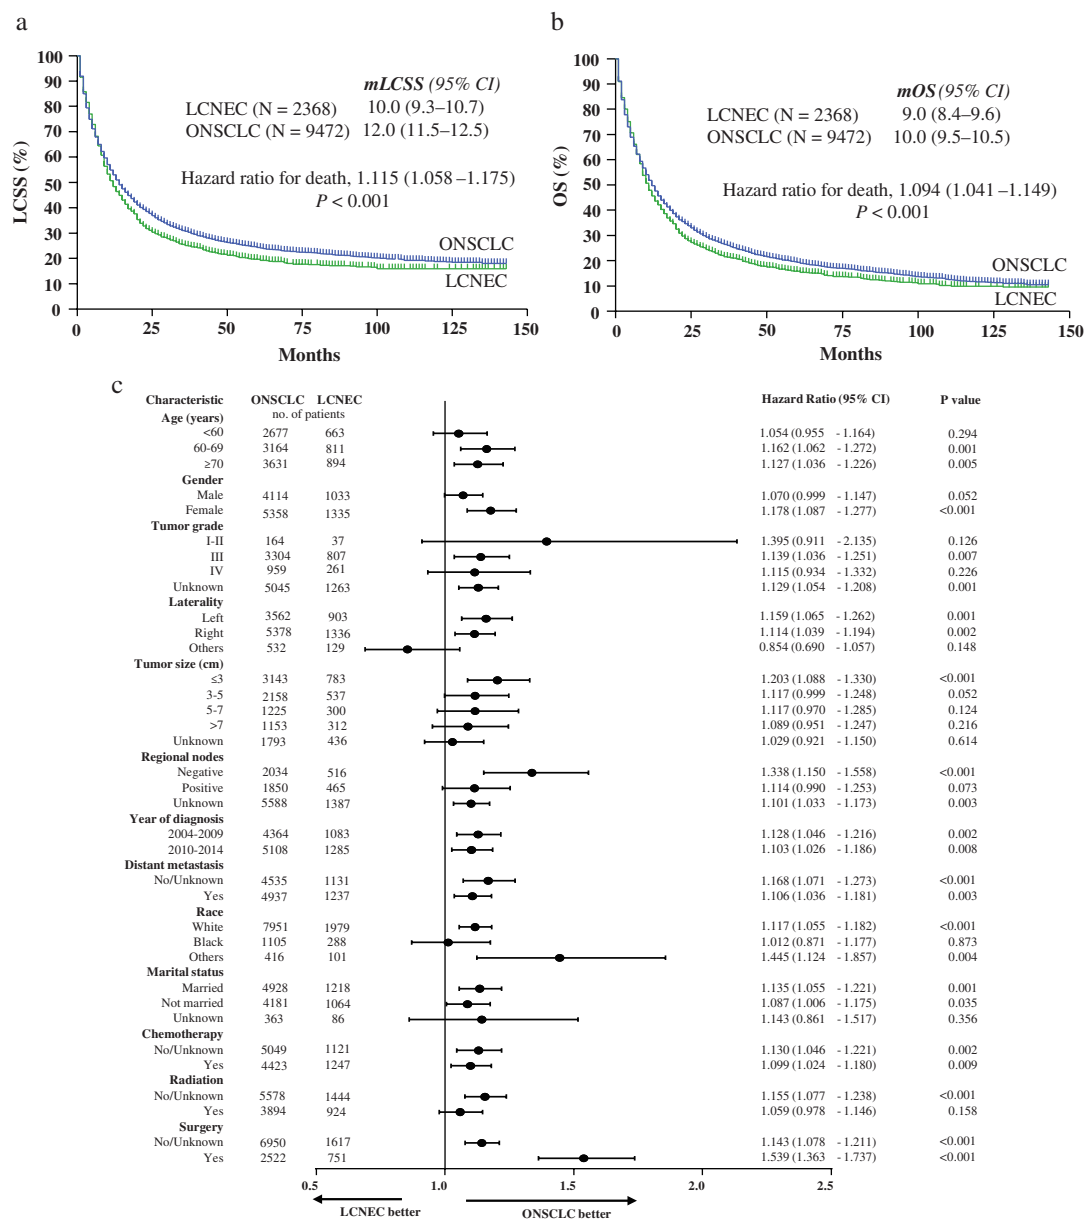 a
100
90
80
70
60
50
40
30
20
10
0
LCSS (%)
mLCSS (95% CI)
LCNEC (N = 2368) 10.0 (9.3–10.7)
ONSCLC (N = 9472) 12.0 (11.5–12.5)
Hazard ratio for death, 1.115 (1.058 –1.175)
P < 0.001
ONSCLC
LCNEC
0 25 50 75 100 125 150
Months
b
100
90
80
70
60
50
40
30
20
10
0
OS (%)
mOS (95% CI)
LCNEC (N = 2368) 9.0 (8.4–9.6)
ONSCLC (N = 9472) 10.0 (9.5–10.5)
Hazard ratio for death, 1.094 (1.041 –1.149)
P < 0.001
ONSCLC
LCNEC
0 25 50 75 100 125 150
Months
c
Characteristic ONSCLC LCNEC Hazard Ratio (95% CI) P value
Age (years) no. of patients
<60 2677 663 1.054 (0.955 - 1.164) 0.294
60-69 3164 811 1.162 (1.062 - 1.272) 0.001
≥70 3631 894 1.127 (1.036 - 1.226) 0.005
Gender
Male 4114 1033 1.070 (0.999 - 1.147) 0.052
Female 5358 1335 1.178 (1.087 - 1.277) <0.001
Tumor grade
I-II 164 37 1.395 (0.911 - 2.135) 0.126
III 3304 807 1.139 (1.036 - 1.251) 0.007
IV 959 261 1.115 (0.934 - 1.332) 0.226
Unknown 5045 1263 1.129 (1.054 - 1.208) 0.001
Laterality
Left 3562 903 1.159 (1.065 - 1.262) 0.001
Right 5378 1336 1.114 (1.039 - 1.194) 0.002
Others 532 129 0.854 (0.690 - 1.057) 0.148
Tumor size (cm)
≤3 3143 783 1.203 (1.088 - 1.330) <0.001
3-5 2158 537 1.117 (0.999 - 1.248) 0.052
5-7 1225 300 1.117 (0.970 - 1.285) 0.124
>7 1153 312 1.089 (0.951 - 1.247) 0.216
Unknown 1793 436 1.029 (0.921 - 1.150) 0.614
Regional nodes
Negative 2034 516 1.338 (1.150 - 1.558) <0.001
Positive 1850 465 1.114 (0.990 - 1.253) 0.073
Unknown 5588 1387 1.101 (1.033 - 1.173) 0.003
Year of diagnosis
2004-2009 4364 1083 1.128 (1.046 - 1.216) 0.002
2010-2014 5108 1285 1.103 (1.026 - 1.186) 0.008
Distant metastasis
No/Unknown 4535 1131 1.168 (1.071 - 1.273) <0.001
Yes 4937 1237 1.106 (1.036 - 1.181) 0.003
Race
White 7951 1979 1.117 (1.055 - 1.182) <0.001
Black 1105 288 1.012 (0.871 - 1.177) 0.873
Others 416 101 1.445 (1.124 - 1.857) 0.004
Marital status
Married 4928 1218 1.135 (1.055 - 1.221) 0.001
Not married 4181 1064 1.087 (1.006 - 1.175) 0.035
Unknown 363 86 1.143 (0.861 - 1.517) 0.356
Chemotherapy
No/Unknown 5049 1121 1.130 (1.046 - 1.221) 0.002
Yes 4423 1247 1.099 (1.024 - 1.180) 0.009
Radiation
No/Unknown 5578 1444 1.155 (1.077 - 1.238) <0.001
Yes 3894 924 1.059 (0.978 - 1.146) 0.158
Surgery
No/Unknown 6950 1617 1.143 (1.078 - 1.211) <0.001
Yes 2522 751 1.539 (1.363 - 1.737) <0.001
0.5 1.0 1.5 2.0 2.5
LCNEC better ONSCLC better